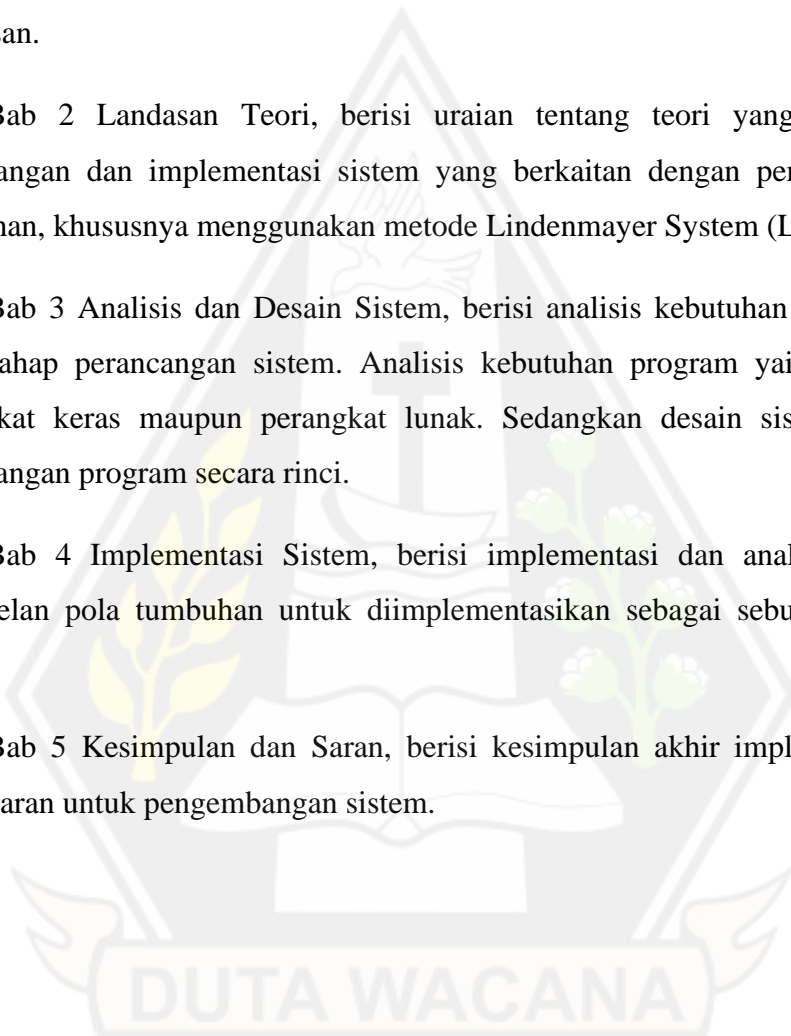 san.
Bab 2 Landasan Teori, berisi uraian tentang teori yang
angan dan implementasi sistem yang berkaitan dengan per
han, khususnya menggunakan metode Lindenmayer System (L
Bab 3 Analisis dan Desain Sistem, berisi analisis kebutuhan
ahap perancangan sistem. Analisis kebutuhan program yai
kat keras maupun perangkat lunak. Sedangkan desain sis
angan program secara rinci.
Bab 4 Implementasi Sistem, berisi implementasi dan anal
elan pola tumbuhan untuk diimplementasikan sebagai sebu
Bab 5 Kesimpulan dan Saran, berisi kesimpulan akhir impl
aran untuk pengembangan sistem.
DUTA WACANA